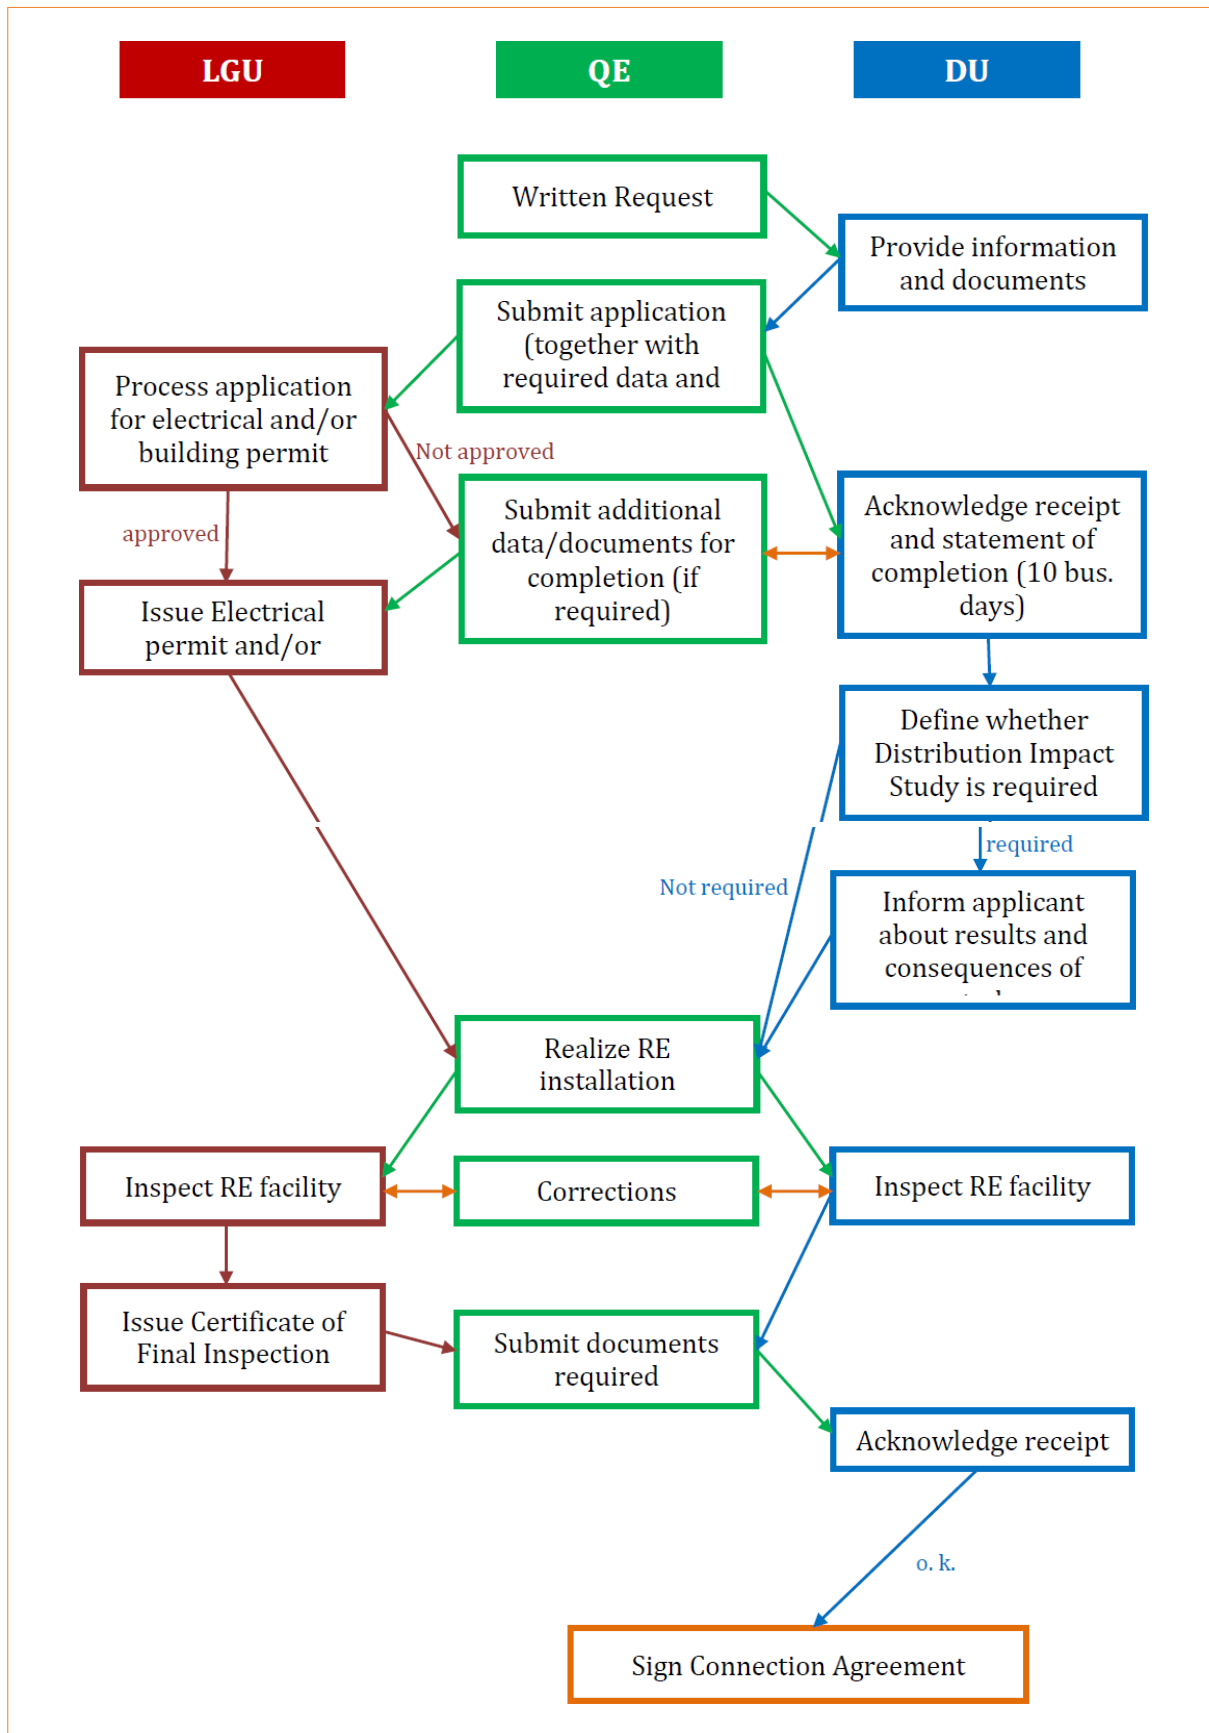 LGU
QE
DU
Written Request
Provide information
and documents
Submit application
(together with
required data and
Process application
for electrical and/or
building permit
Not approved
approved
Submit additional
data/documents for
completion (if
required)
Acknowledge receipt
and statement of
completion (10 bus.
days)
Issue Electrical
permit and/or
Define whether
Distribution Impact
Study is required
required
Not required
Inform applicant
about results and
consequences of
Realize RE
installation
Inspect RE facility
Corrections
Inspect RE facility
Issue Certificate of
Final Inspection
Submit documents
required
Acknowledge receipt
o. k.
Sign Connection Agreement